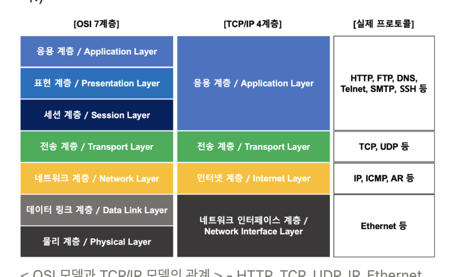 [OSI 7계층]
[TCP/IP 4계층]
[실제 프로토콜]
응용 계층 / Application Layer
표현 계층 / Presentation Layer
세션 계층 / Session Layer
전송 계층 / Transport Layer
네트워크 계층 / Network Layer
데이터 링크 계층 / Data Link Layer
물리 계층 / Physical Layer
응용 계층 / Application Layer
전송 계층 / Transport Layer
인터넷 계층 / Internet Layer
네트워크 인터페이스 계층 /
Network Interface Layer
HTTP, FTP, DNS,
Telnet, SMTP, SSH 등
TCP, UDP 등
IP, ICMP, AR 등
Ethernet 등
< OSI 모델과 TCP/IP 모델의 관계 > - HTTP, TCP, UDP, IP, Ethernet